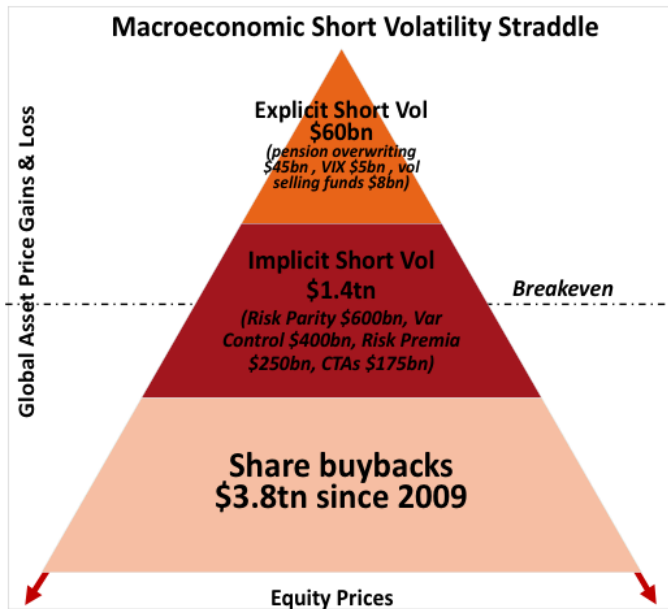 Macroeconomic Short Volatility Straddle
Global Asset Price Gains & Loss
Explicit Short Vol
$60bn
(pension overwriting
$45bn , VIX $5bn , vol
selling funds $8bn)
Implicit Short Vol
$1.4tn
(Risk Parity $600bn, Var
Control $400bn, Risk Premia
$250bn, CTAs $175bn)
Breakeven
Share buybacks
$3.8tn since 2009
Equity Prices